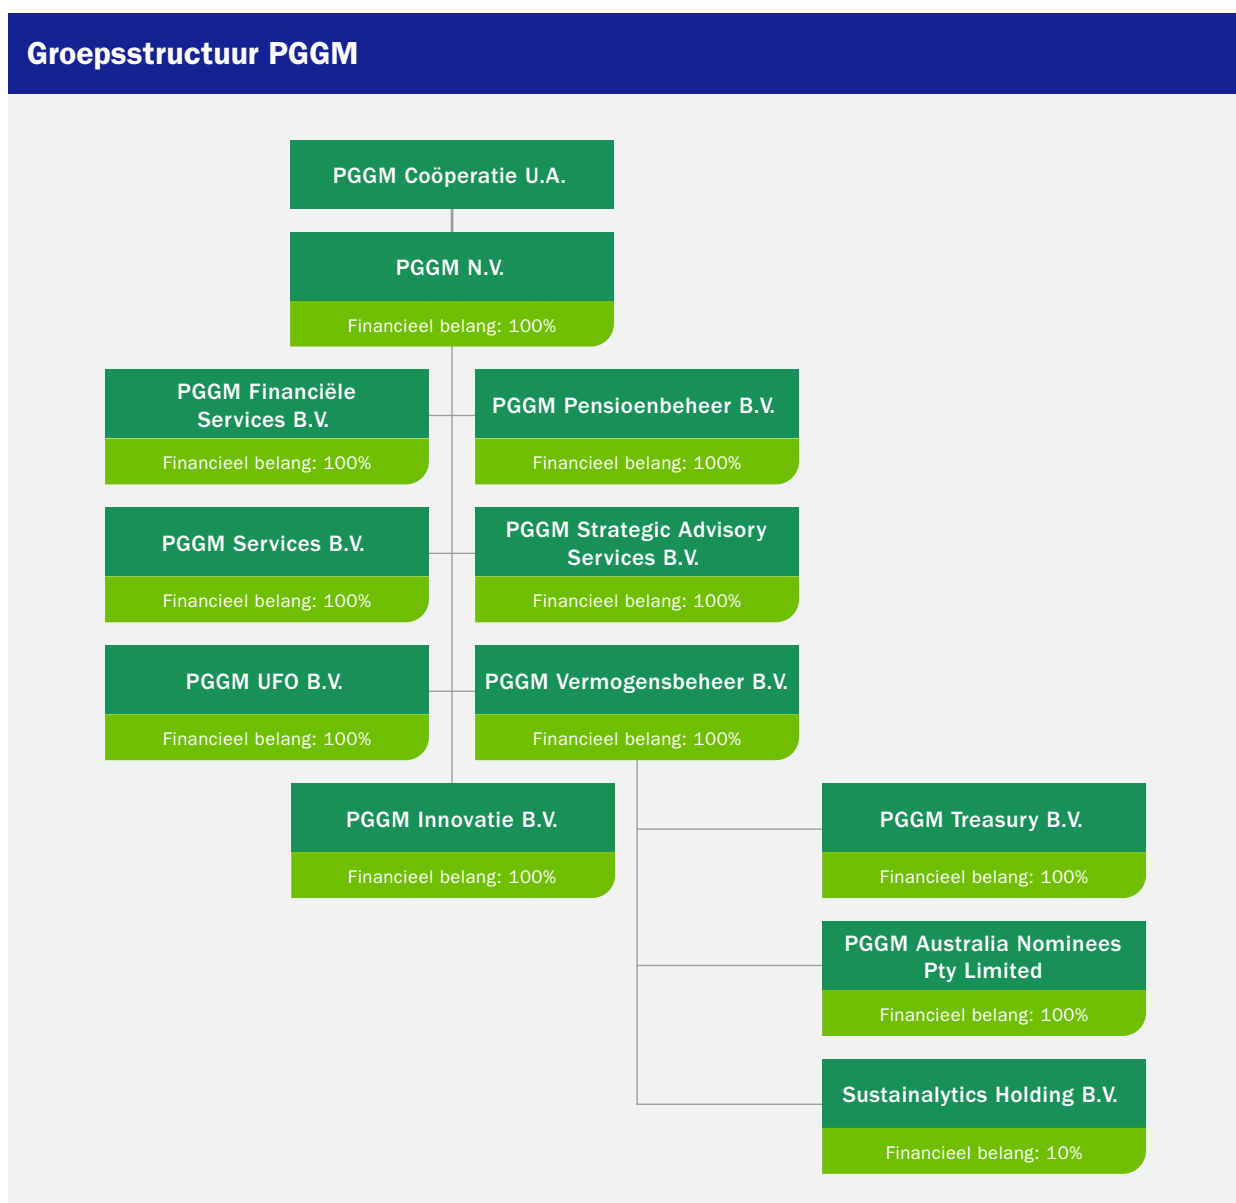 Groepsstructuur PGGM
PGGM Coöperatie U.A.
PGGM N.V.
Financieel belang: 100%
PGGM Financiële
Services B.V.
Financieel belang: 100%
PGGM Pensioenbeheer B.V.
Financieel belang: 100%
PGGM Services B.V.
Financieel belang: 100%
PGGM Strategic Advisory
Services B.V.
Financieel belang: 100%
PGGM UFO B.V.
Financieel belang: 100%
PGGM Vermogensbeheer B.V.
Financieel belang: 100%
PGGM Innovatie B.V.
Financieel belang: 100%
PGGM Treasury B.V.
Financieel belang: 100%
PGGM Australia Nominees
Pty Limited
Financieel belang: 100%
Sustainalytics Holding B.V.
Financieel belang: 10%